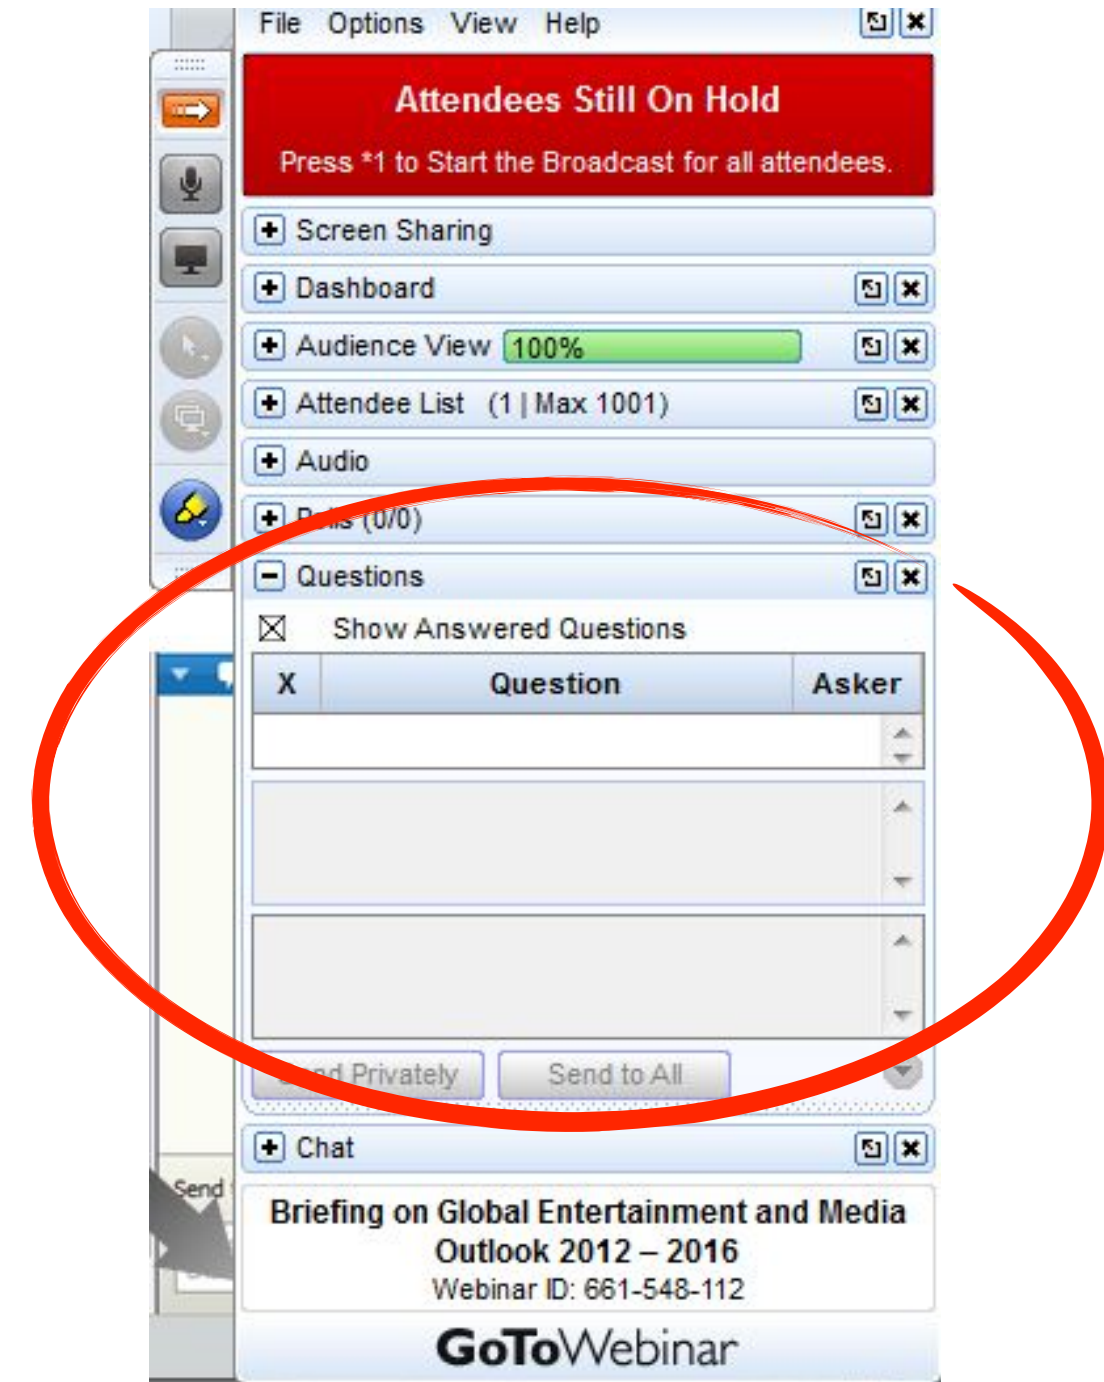 File Options View Help
Attendees Still On Hold
Press *1 to Start the Broadcast for all attendees.
Screen Sharing
Dashboard
Audience View 100%
Attendee List (1 | Max 1001)
Audio
Polls (0/0)
Questions
Show Answered Questions
X Question Asker
Send Privately Send to All
Chat
Send
Briefing on Global Entertainment and Media
Outlook 2012 – 2016
Webinar ID: 661-548-112
GoToWebinar